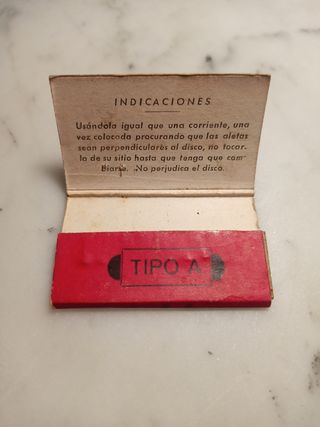 INDICACIONES
Usándola igual que una corriente, una
vez colocada procurando que las aletas
sean perpendiculares al disco, no tocar-
la de su sitio hasta que tenga que cam-
biarse. No perjudica el disco.
TIPO A